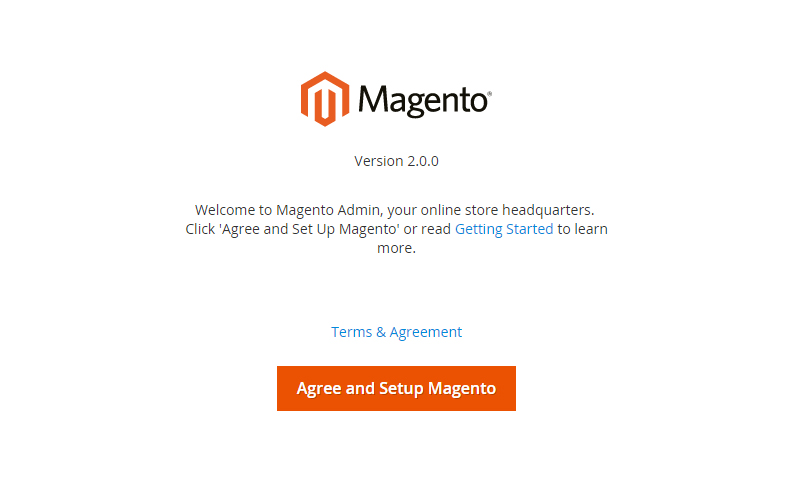 Magento®
Version 2.0.0
Welcome to Magento Admin, your online store headquarters.
Click 'Agree and Set Up Magento' or read Getting Started to learn
more.
Terms & Agreement
Agree and Setup Magento